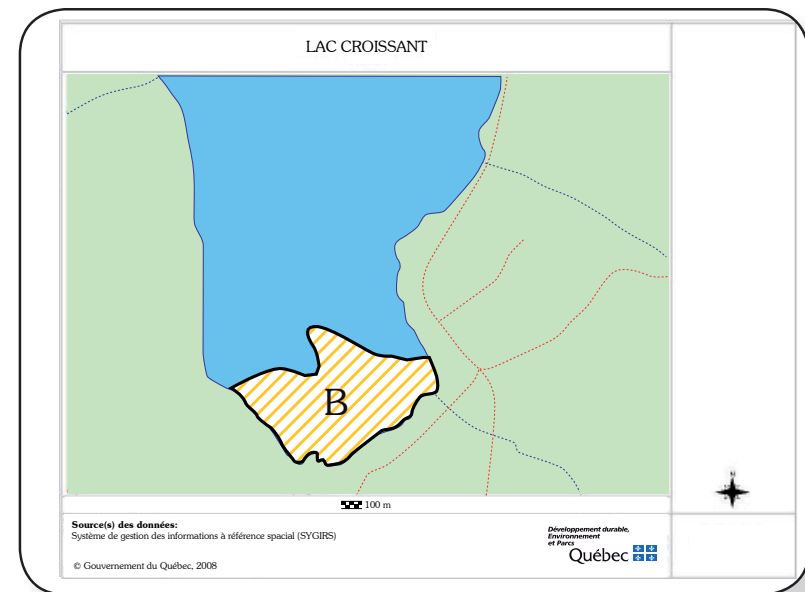 LAC CROISSANT
B
N
100 m
Source(s) des données:
Système de gestion des informations à référence spacial (SYGIRS)
© Gouvernement du Québec, 2008
Développement durable,
Environnement
et Parcs
Québec